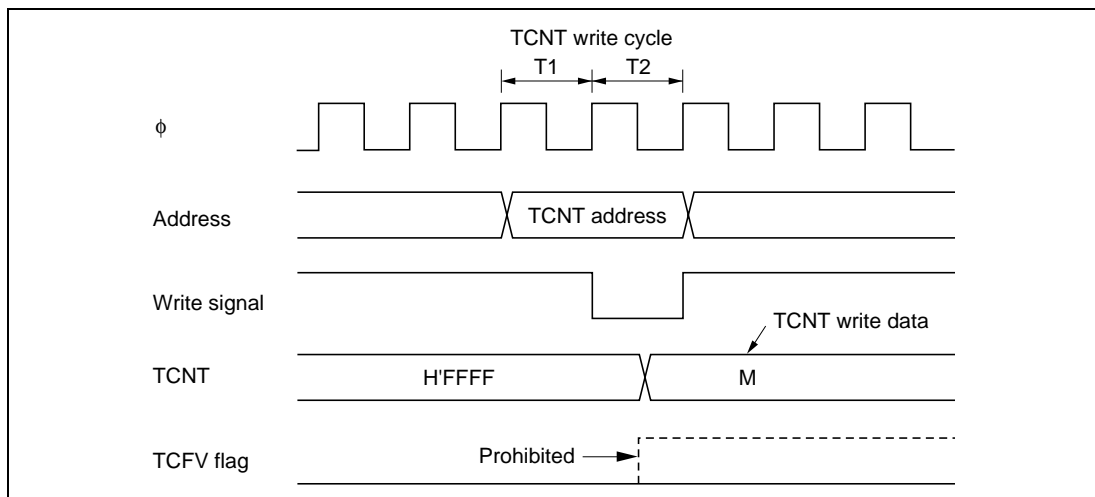 TCNT write cycle
T1 T2
ϕ
Address TCNT address
Write signal
TCNT write data
TCNT H'FFFF M
TCFV flag Prohibited